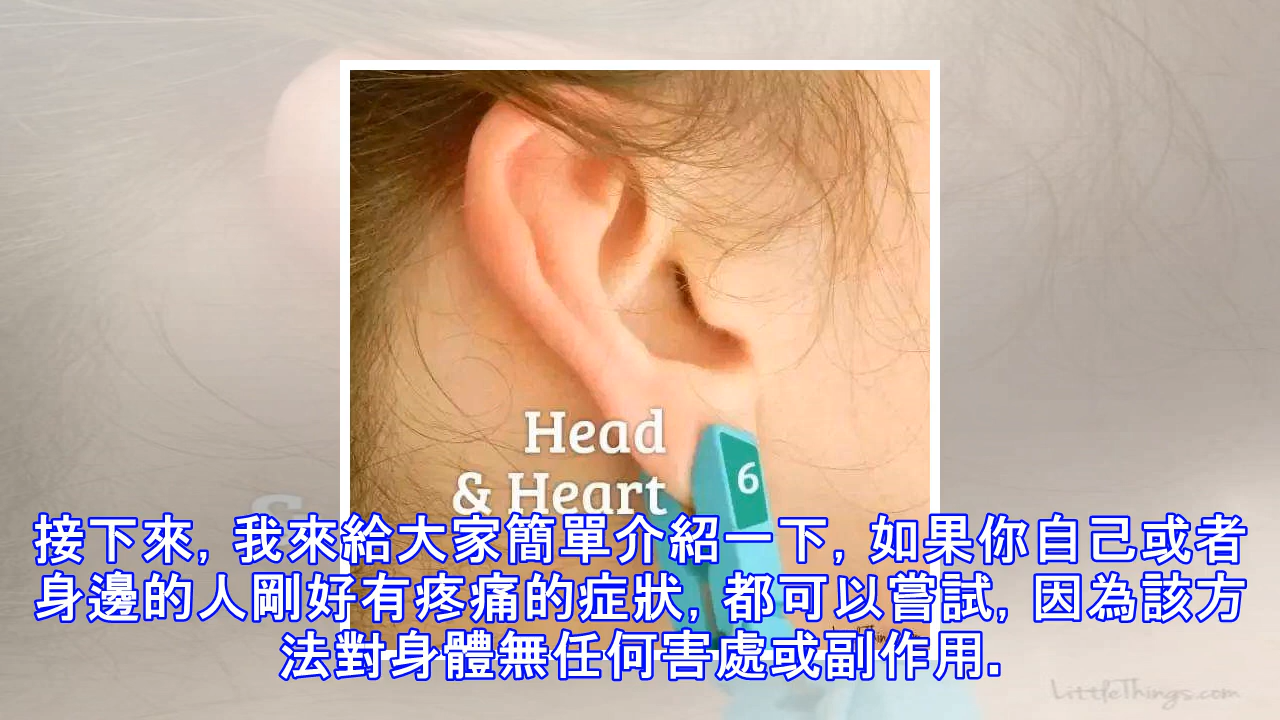 Head
& Heart
6
接下來, 我來給大家簡單介紹一下, 如果你自己或者
身邊的人剛好有疼痛的症狀, 都可以嘗試, 因為該方
法對身體無任何害處或副作用.
LittleThings.com